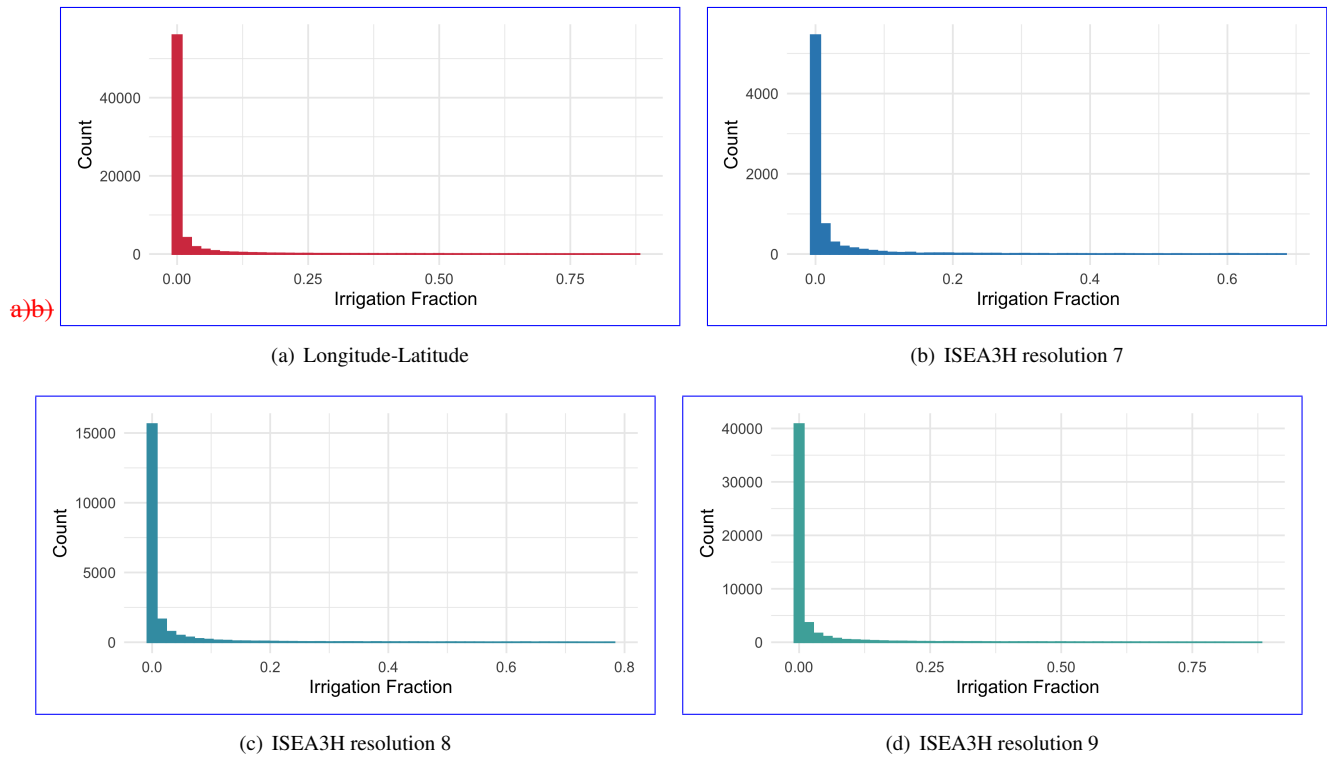 40000
20000
0
Count
0.00 0.25 0.50 0.75
Irrigation Fraction
a)b)
(a) Longitude-Latitude
4000
2000
0
Count
0.0 0.2 0.4 0.6
Irrigation Fraction
(b) ISEA3H resolution 7
15000
10000
5000
0
Count
0.0 0.2 0.4 0.6 0.8
Irrigation Fraction
(c) ISEA3H resolution 8
40000
30000
20000
10000
0
Count
0.00 0.25 0.50 0.75
Irrigation Fraction
(d) ISEA3H resolution 9